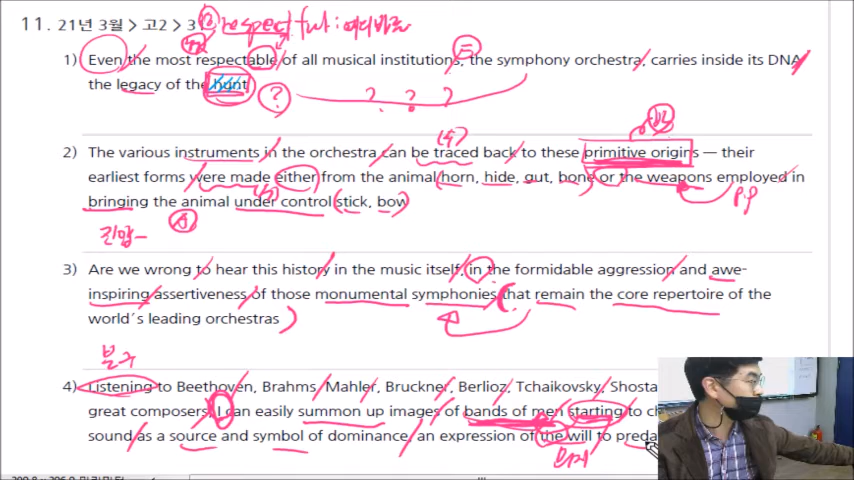 11. 21년 3월 > 고2 > 3
respectful : 예의바른
1) Even the most respectable of all musical institutions, the symphony orchestra, carries inside its DNA
the legacy of the hunt
? ? ? ?
2) The various instruments in the orchestra can be traced back to these primitive origins — their
earliest forms were made either from the animal horn, hide, gut, bone or the weapons employed in
P.P
bringing the animal under control stick, bow
진압
3) Are we wrong to hear this history in the music itself, in the formidable aggression and awe-
inspiring assertiveness of those monumental symphonies that remain the core repertoire of the
world's leading orchestras
분구
4) Listening to Beethoven, Brahms, Mahler, Bruckner, Berlioz, Tchaikovsky, Shosta
great composers, I can easily summon up images of bands of men starting to ch
sound as a source and symbol of dominance, an expression of the will to preda